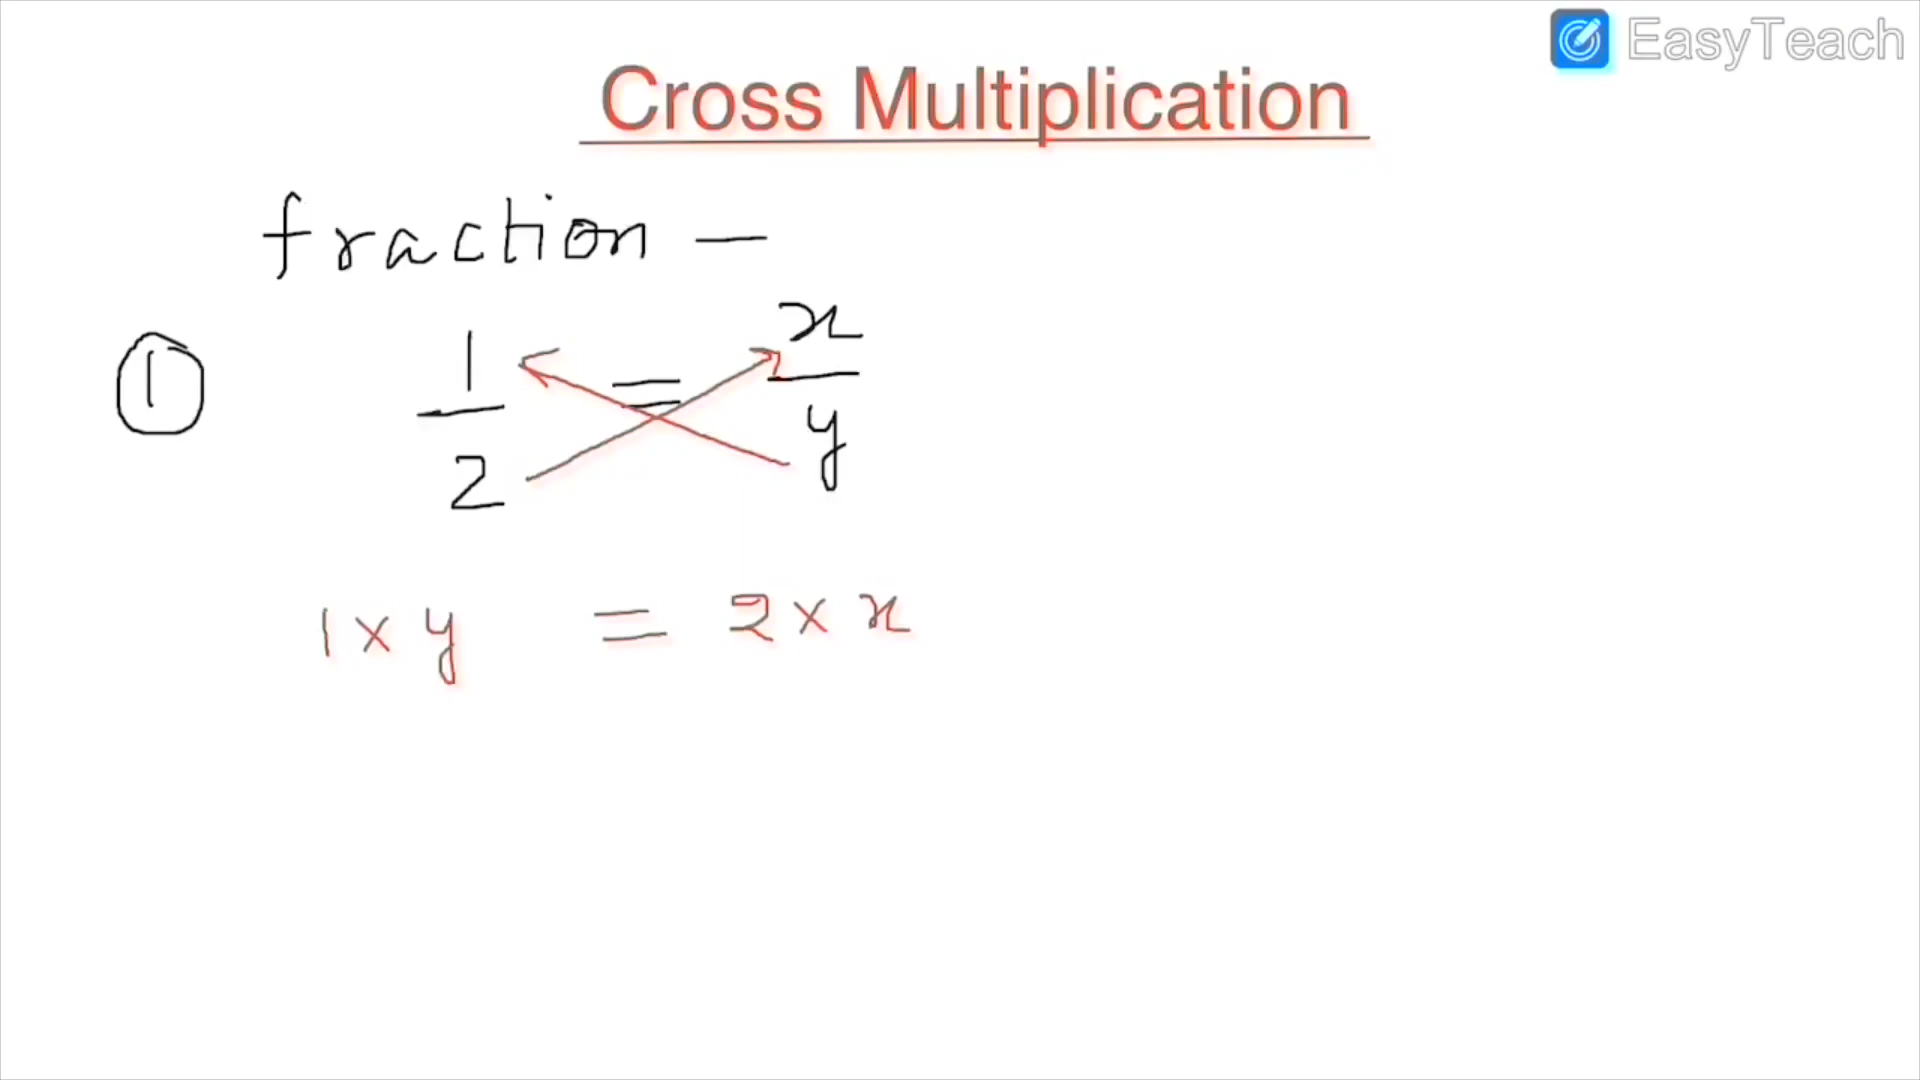 EasyTeach
Cross Multiplication
fraction —
① 1/2 = x/y
1 × y = 2 × x